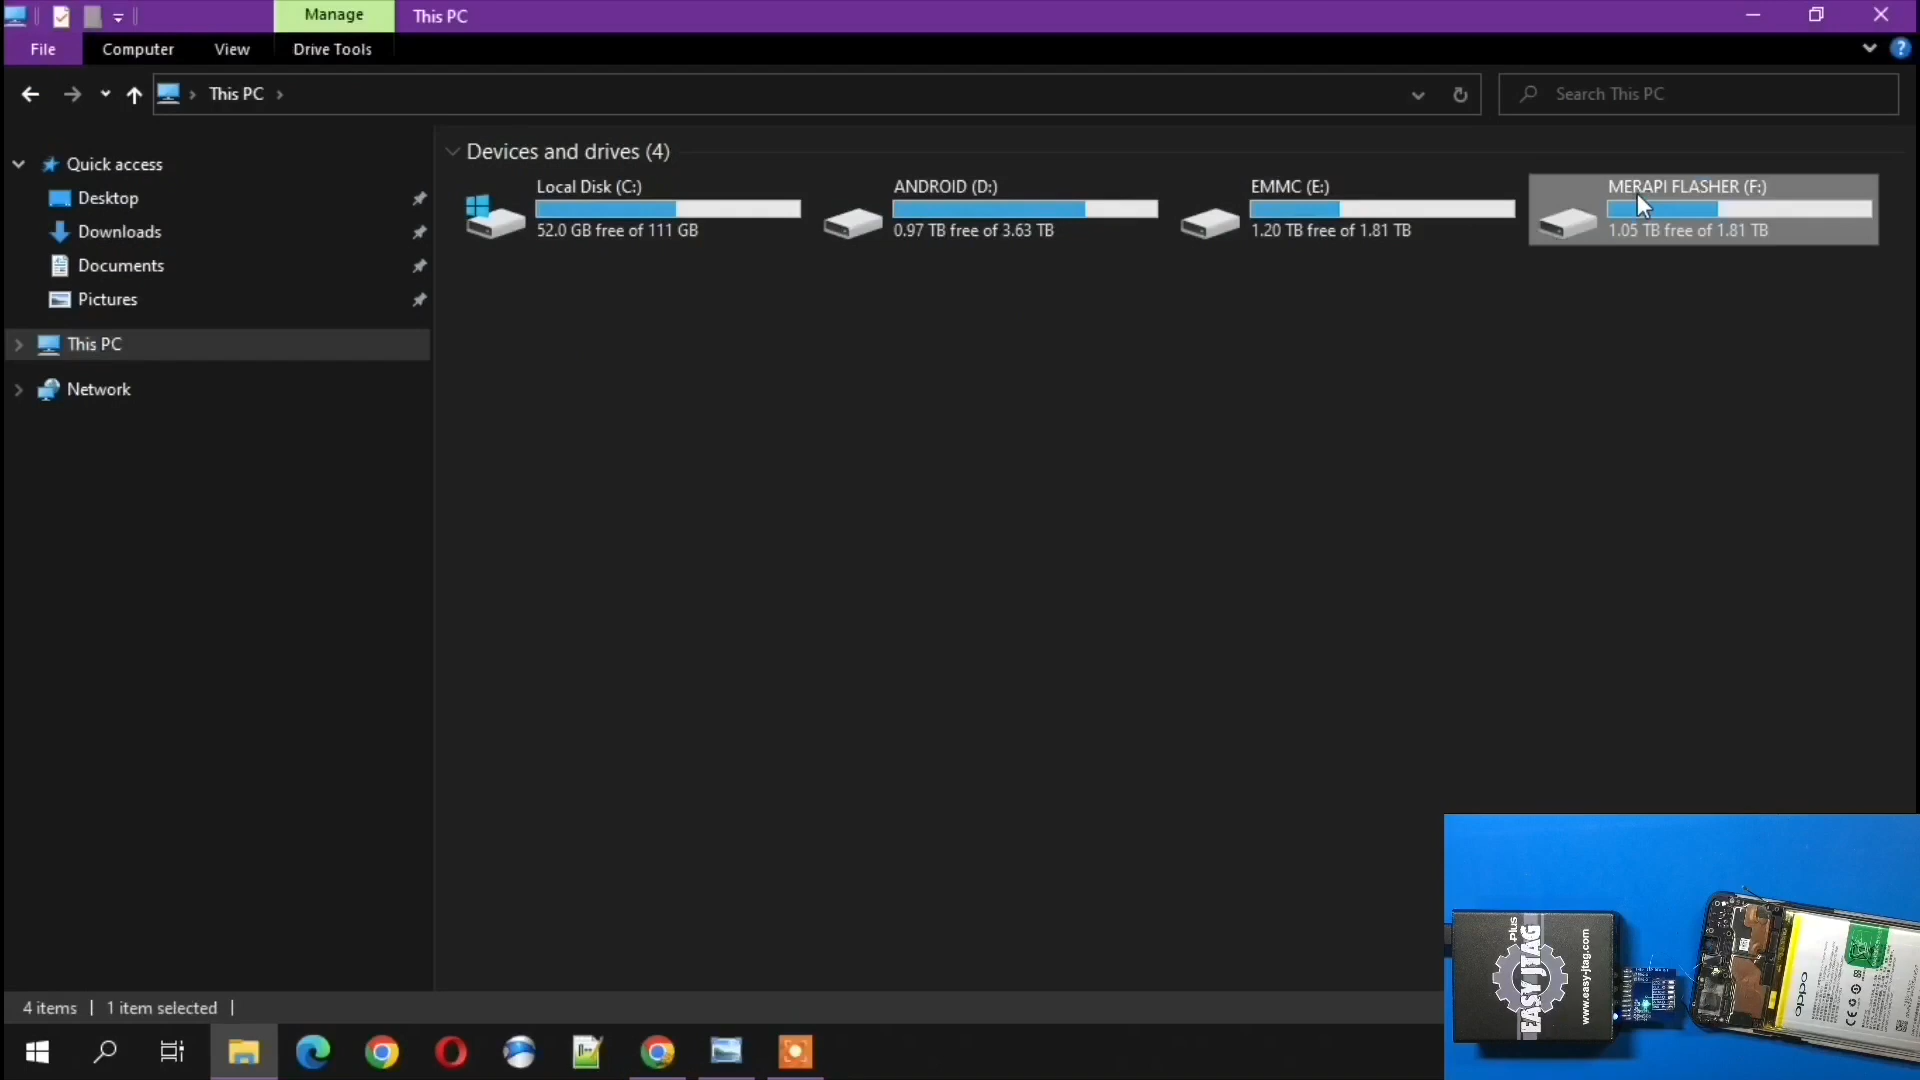 Manage
This PC
File
Computer
View
Drive Tools
This PC
Search This PC
Quick access
Desktop
Downloads
Documents
Pictures
This PC
Network
Devices and drives (4)
Local Disk (C:)
52.0 GB free of 111 GB
ANDROID (D:)
0.97 TB free of 3.63 TB
EMMC (E:)
1.20 TB free of 1.81 TB
MERAPI FLASHER (F:)
1.05 TB free of 1.81 TB
4 items
1 item selected
EASY JTAG
Plus
www.easy-jtag.com
oppo